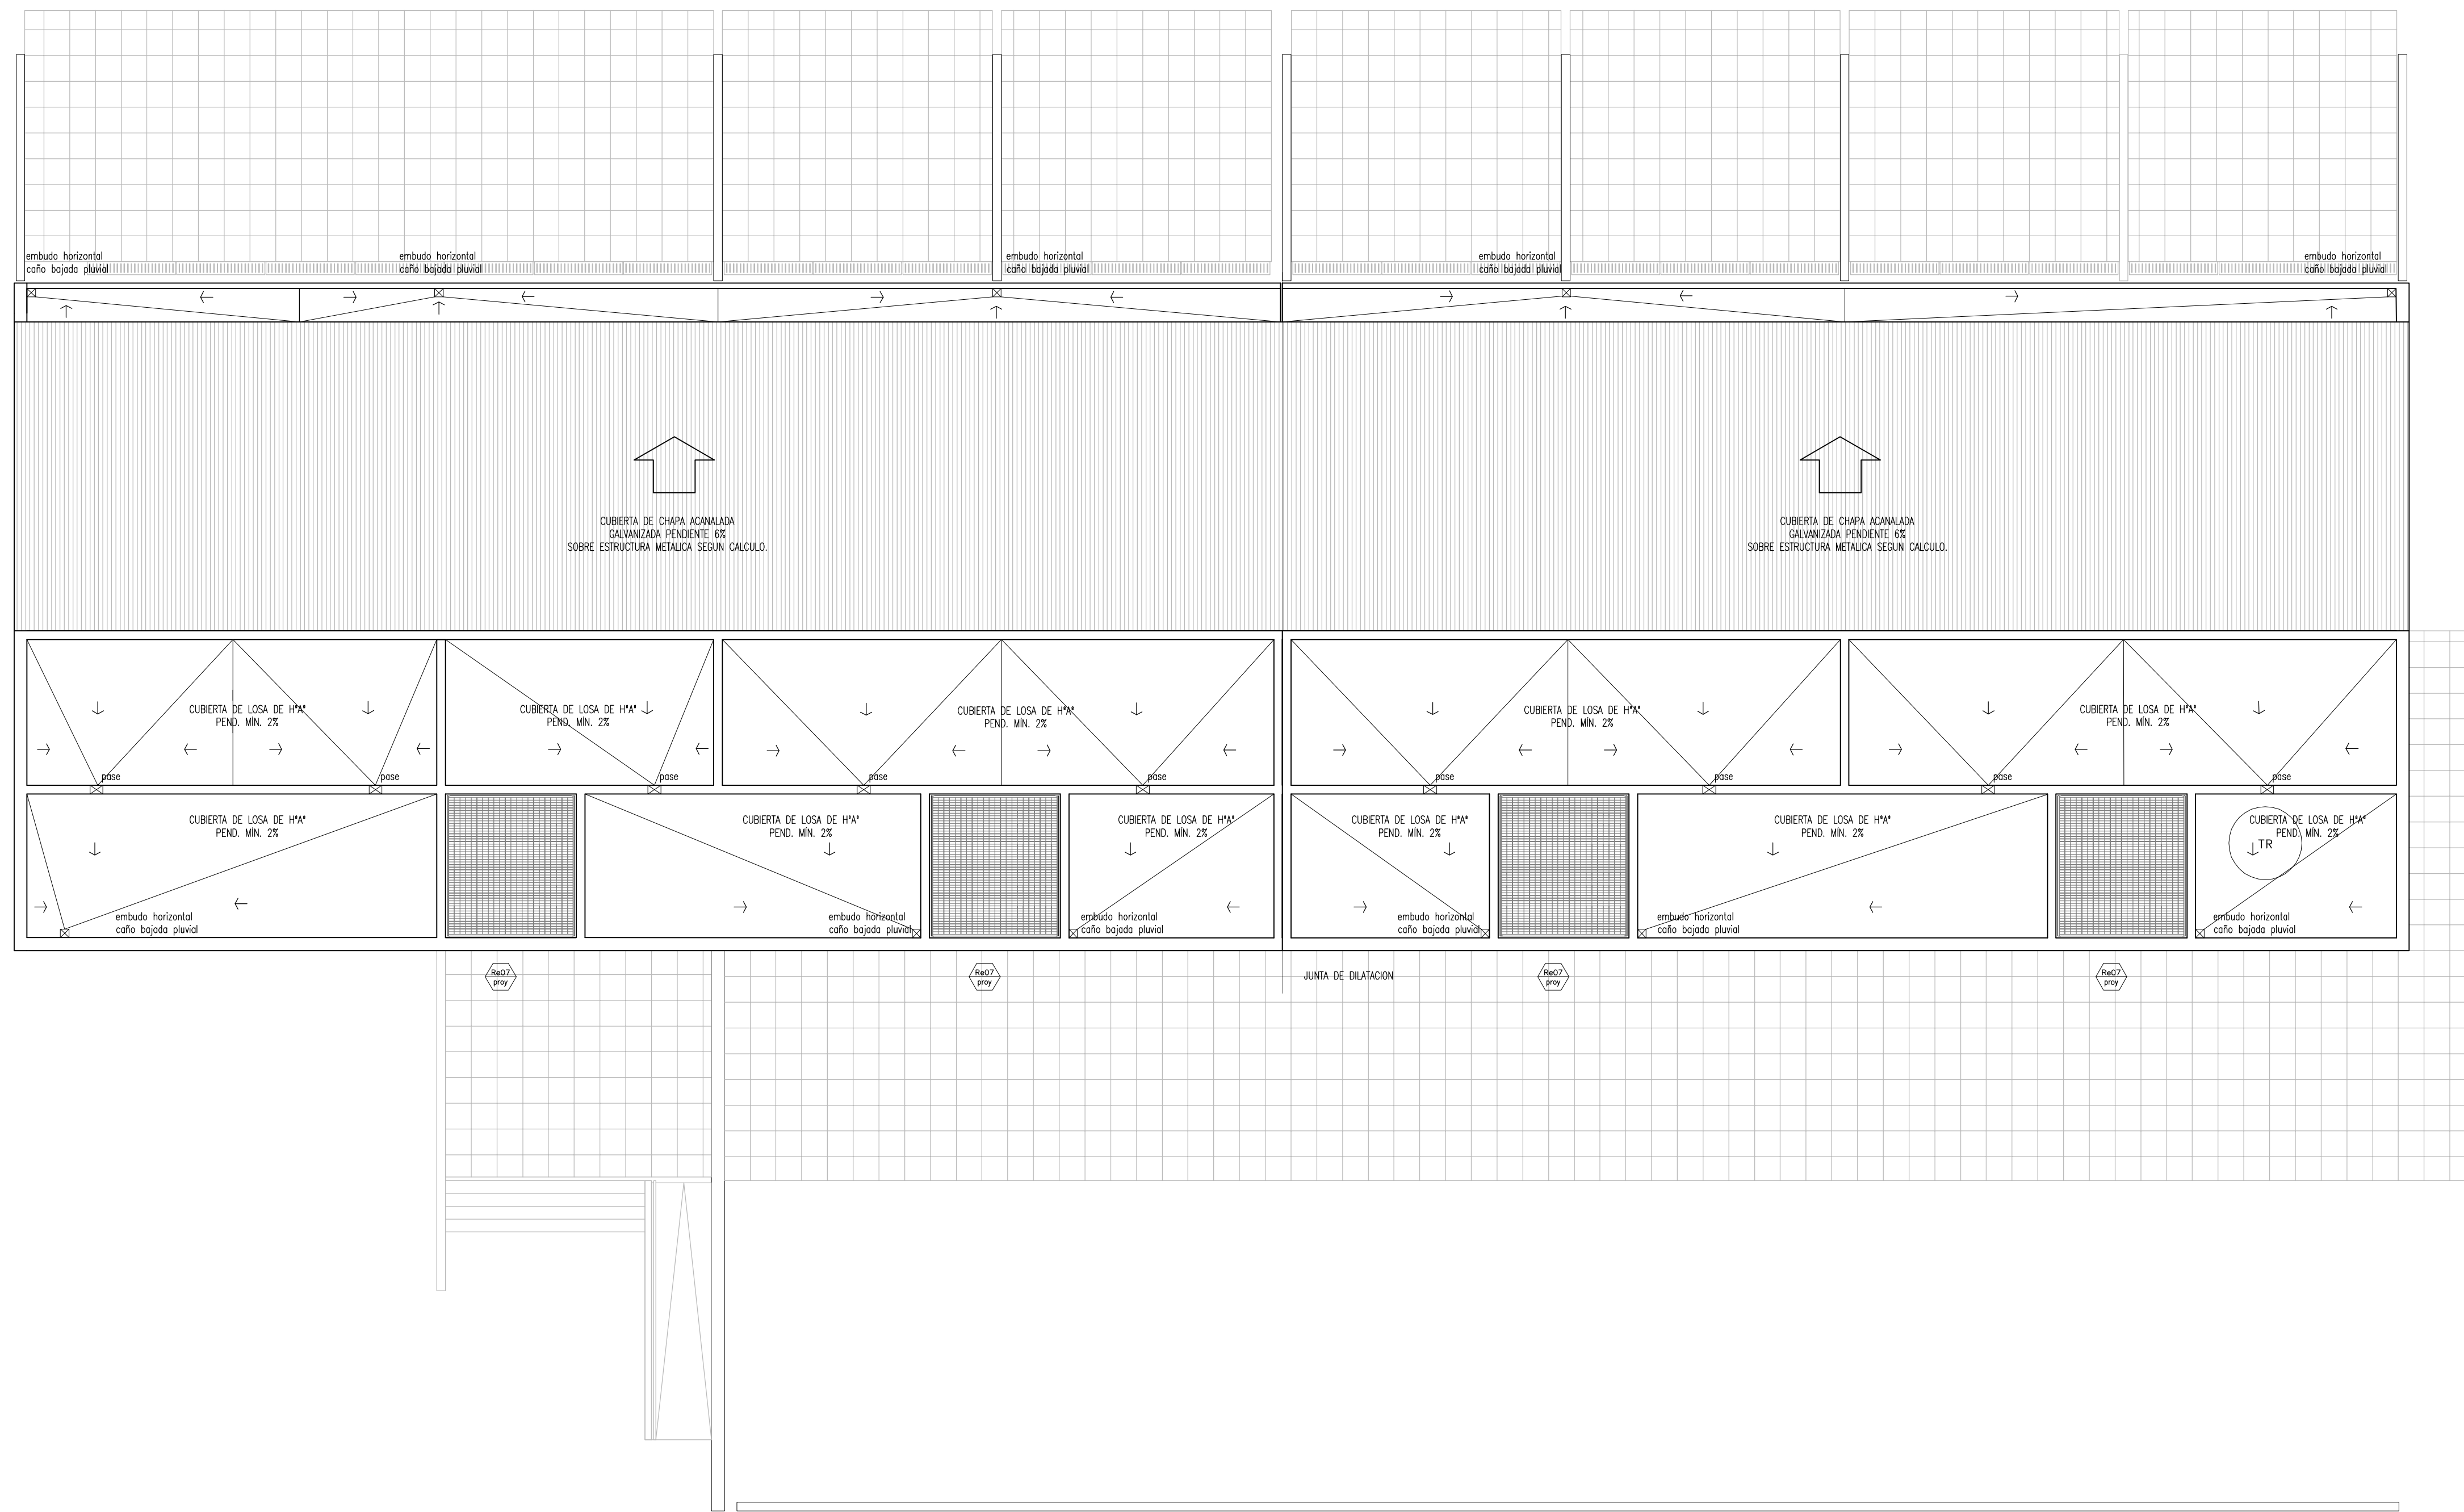 embudo horizontal
caño bajada pluvial
embudo horizontal
caño bajada pluvial
embudo horizontal
caño bajada pluvial
embudo horizontal
caño bajada pluvial
embudo horizontal
caño bajada pluvial
CUBIERTA DE CHAPA ACANALADA
GALVANIZADA PENDIENTE 6%
SOBRE ESTRUCTURA METALICA SEGUN CALCULO.
CUBIERTA DE CHAPA ACANALADA
GALVANIZADA PENDIENTE 6%
SOBRE ESTRUCTURA METALICA SEGUN CALCULO.
CUBIERTA DE LOSA DE HºAº
PEND. MÍN. 2%
CUBIERTA DE LOSA DE HºAº
PEND. MÍN. 2%
CUBIERTA DE LOSA DE HºAº
PEND. MÍN. 2%
CUBIERTA DE LOSA DE HºAº
PEND. MÍN. 2%
CUBIERTA DE LOSA DE HºAº
PEND. MÍN. 2%
pase
pase
pase
pase
pase
pase
pase
pase
pase
CUBIERTA DE LOSA DE HºAº
PEND. MÍN. 2%
CUBIERTA DE LOSA DE HºAº
PEND. MÍN. 2%
CUBIERTA DE LOSA DE HºAº
PEND. MÍN. 2%
CUBIERTA DE LOSA DE HºAº
PEND. MÍN. 2%
CUBIERTA DE LOSA DE HºAº
PEND. MÍN. 2%
CUBIERTA DE LOSA DE HºAº
PEND. MÍN. 2%
TR
embudo horizontal
caño bajada pluvial
embudo horizontal
caño bajada pluvial
embudo horizontal
caño bajada pluvial
embudo horizontal
caño bajada pluvial
embudo horizontal
caño bajada pluvial
embudo horizontal
caño bajada pluvial
Re07
proy
Re07
proy
JUNTA DE DILATACION
Re07
proy
Re07
proy